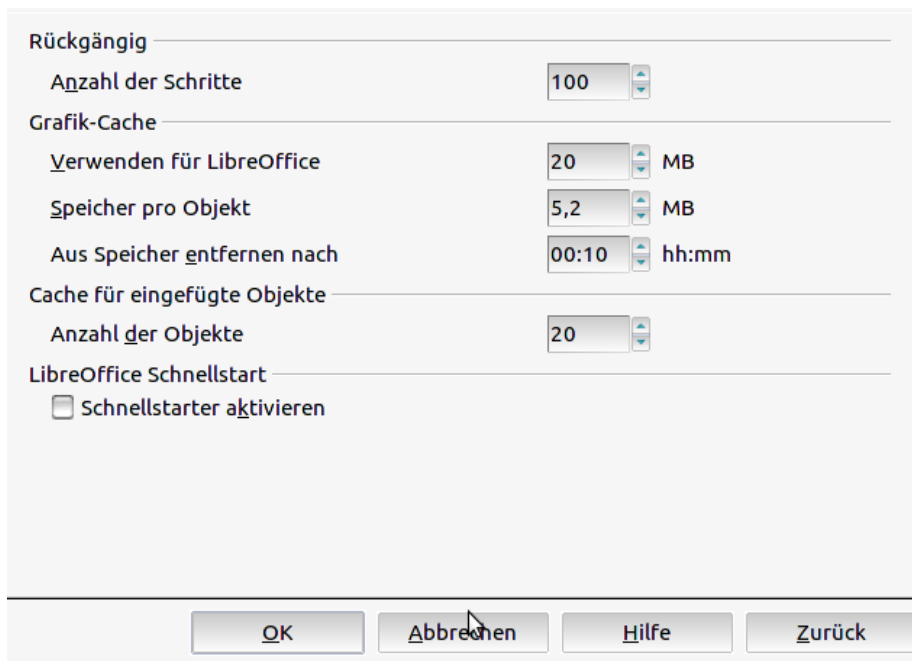 Rückgängig
Anzahl der Schritte 100
Grafik-Cache
Verwenden für LibreOffice 20 MB
Speicher pro Objekt 5,2 MB
Aus Speicher entfernen nach 00:10 hh:mm
Cache für eingefügte Objekte
Anzahl der Objekte 20
LibreOffice Schnellstart
Schnellstarter aktivieren
OK Abbrechen Hilfe Zurück